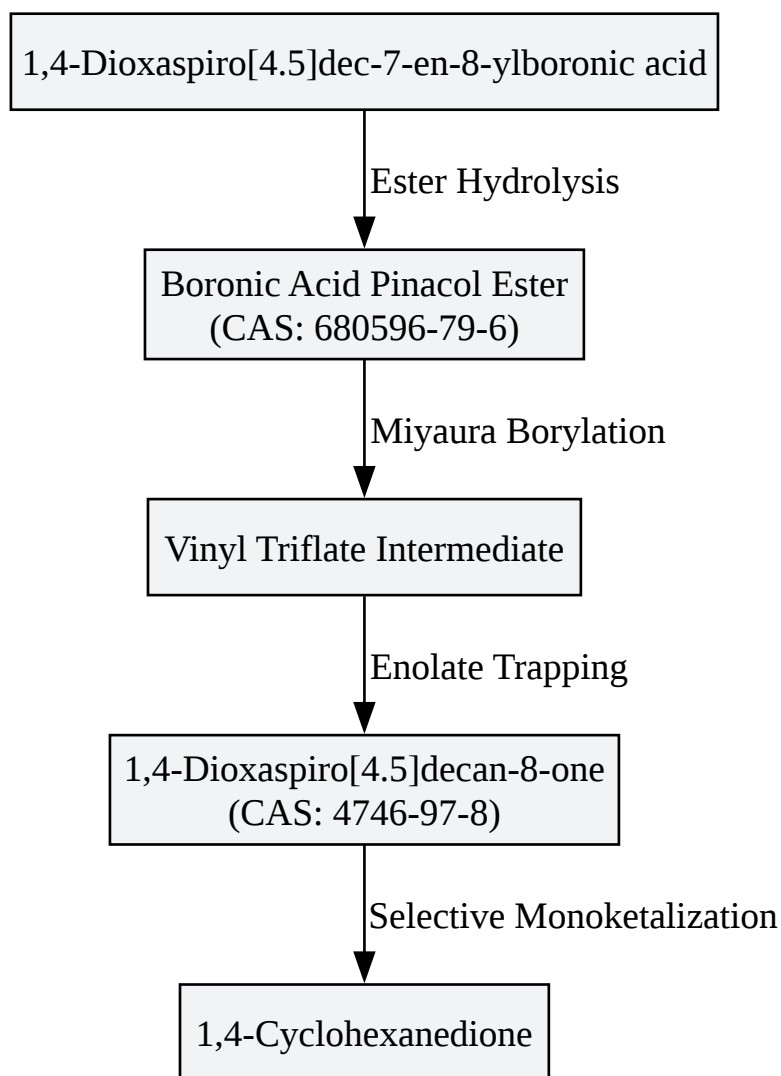 1,4-Dioxaspiro[4.5]dec-7-en-8-ylboronic acid
Ester Hydrolysis
Boronic Acid Pinacol Ester
(CAS: 680596-79-6)
Miyaura Borylation
Vinyl Triflate Intermediate
Enolate Trapping
1,4-Dioxaspiro[4.5]decan-8-one
(CAS: 4746-97-8)
Selective Monoketalization
1,4-Cyclohexanedione